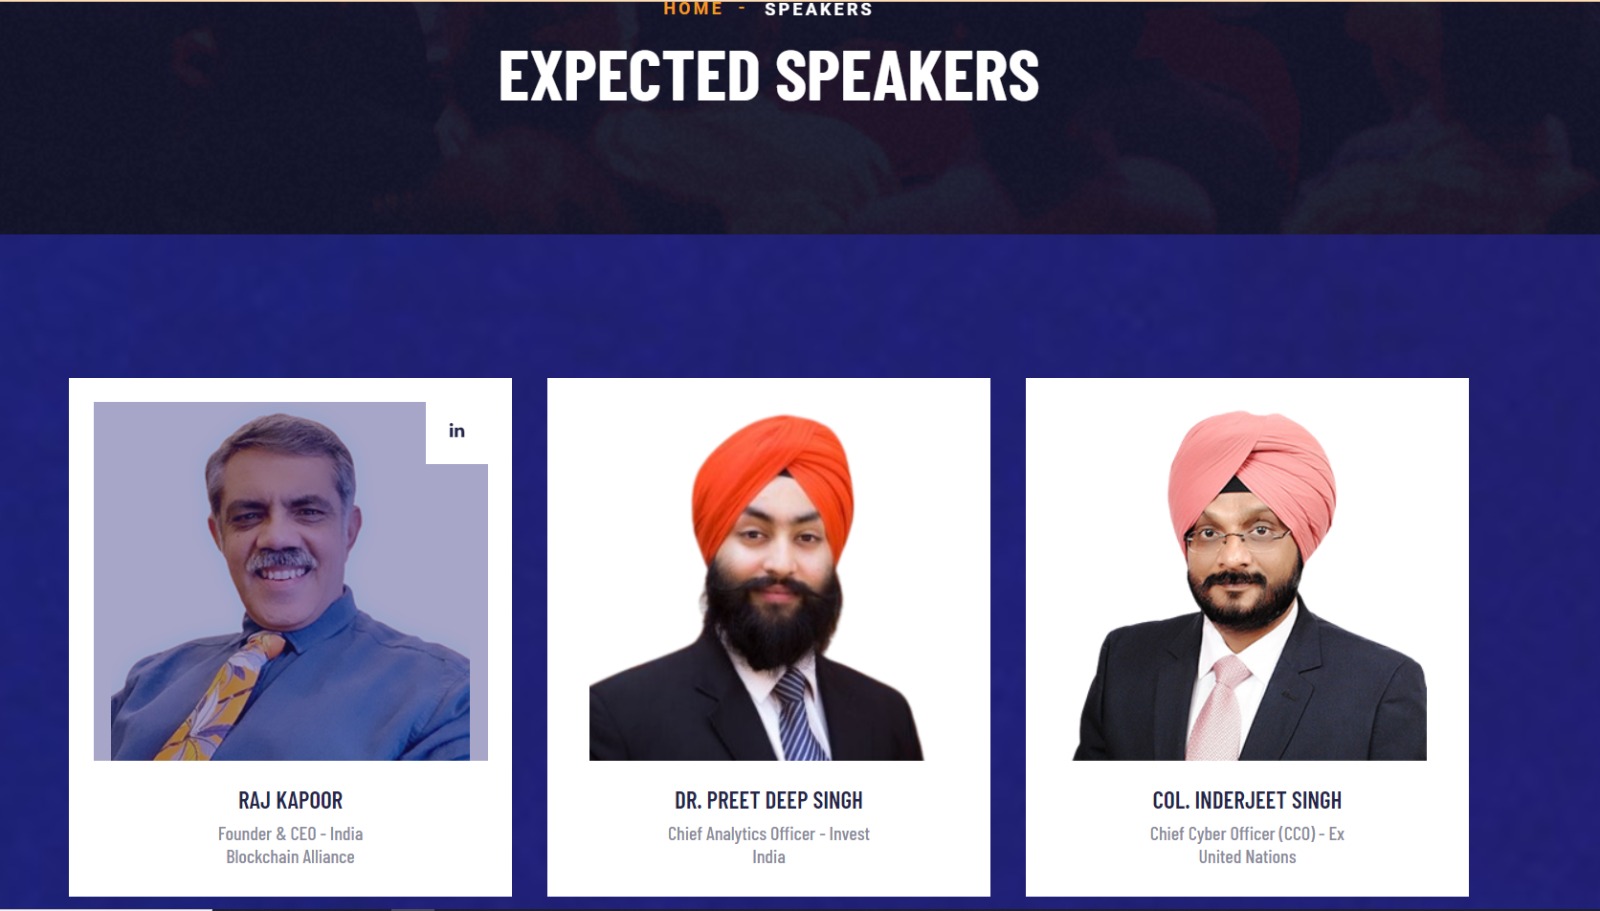 HOME - SPEAKERS
EXPECTED SPEAKERS
in
RAJ KAPOOR
Founder & CEO - India
Blockchain Alliance
DR. PREET DEEP SINGH
Chief Analytics Officer - Invest
India
COL. INDERJEET SINGH
Chief Cyber Officer (CCO) - Ex
United Nations